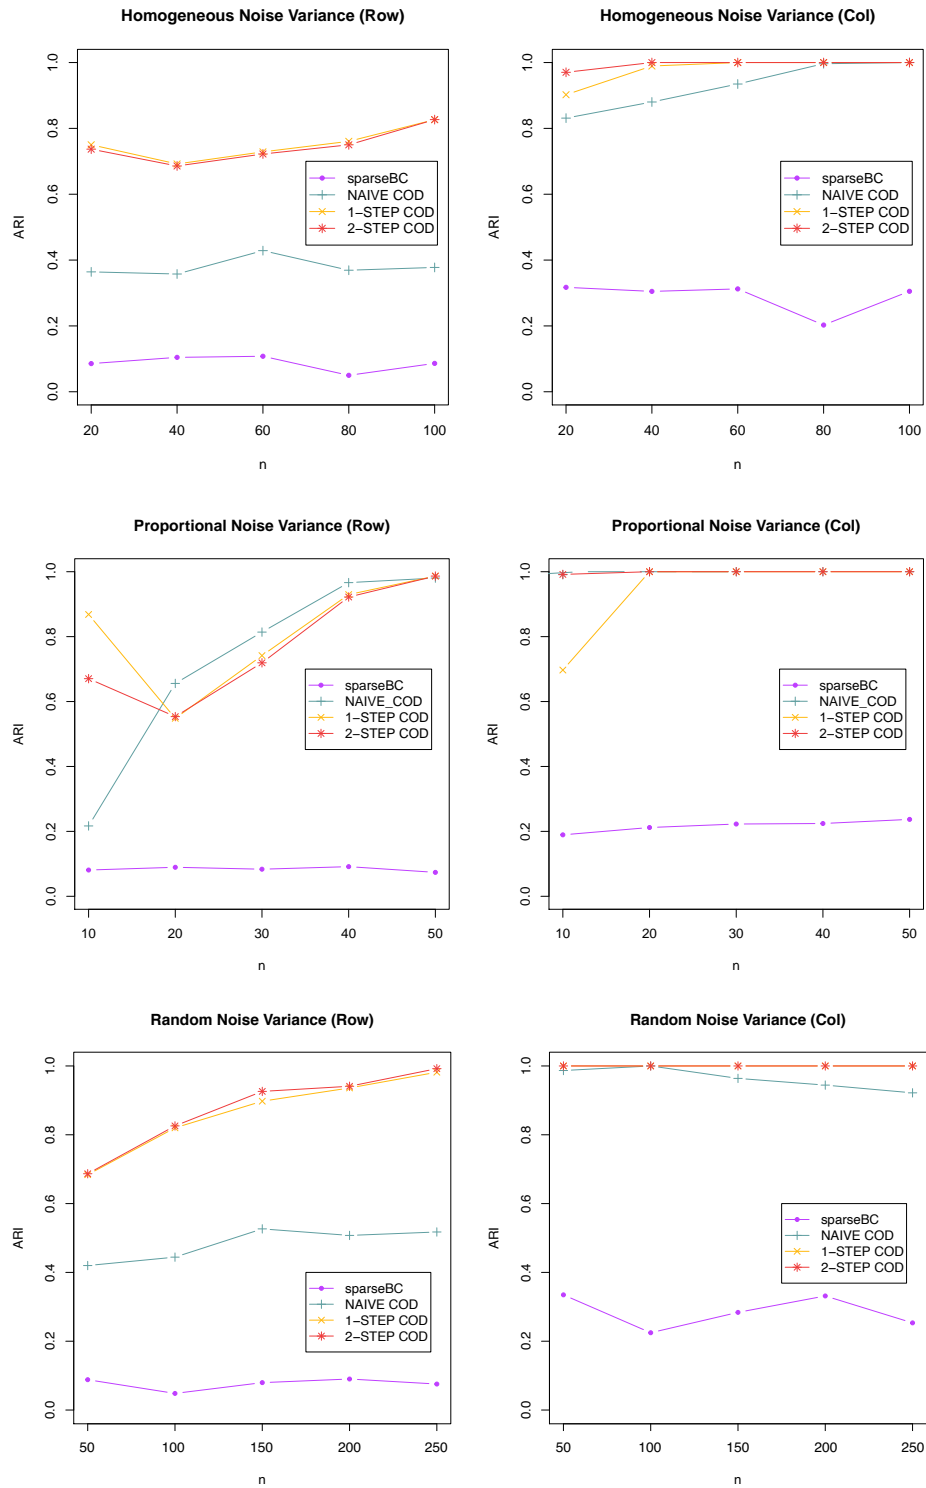 Homogeneous Noise Variance (Row)
ARI
0.0 0.2 0.4 0.6 0.8 1.0
sparseBC
NAIVE COD
1-STEP COD
2-STEP COD
20 40 60 80 100
n
Homogeneous Noise Variance (Col)
ARI
0.0 0.2 0.4 0.6 0.8 1.0
sparseBC
NAIVE COD
1-STEP COD
2-STEP COD
20 40 60 80 100
n
Proportional Noise Variance (Row)
ARI
0.0 0.2 0.4 0.6 0.8 1.0
sparseBC
NAIVE_COD
1-STEP COD
2-STEP COD
10 20 30 40 50
n
Proportional Noise Variance (Col)
ARI
0.0 0.2 0.4 0.6 0.8 1.0
sparseBC
NAIVE_COD
1-STEP COD
2-STEP COD
10 20 30 40 50
n
Random Noise Variance (Row)
ARI
0.0 0.2 0.4 0.6 0.8 1.0
sparseBC
NAIVE COD
1-STEP COD
2-STEP COD
50 100 150 200 250
n
Random Noise Variance (Col)
ARI
0.0 0.2 0.4 0.6 0.8 1.0
sparseBC
NAIVE COD
1-STEP COD
2-STEP COD
50 100 150 200 250
n